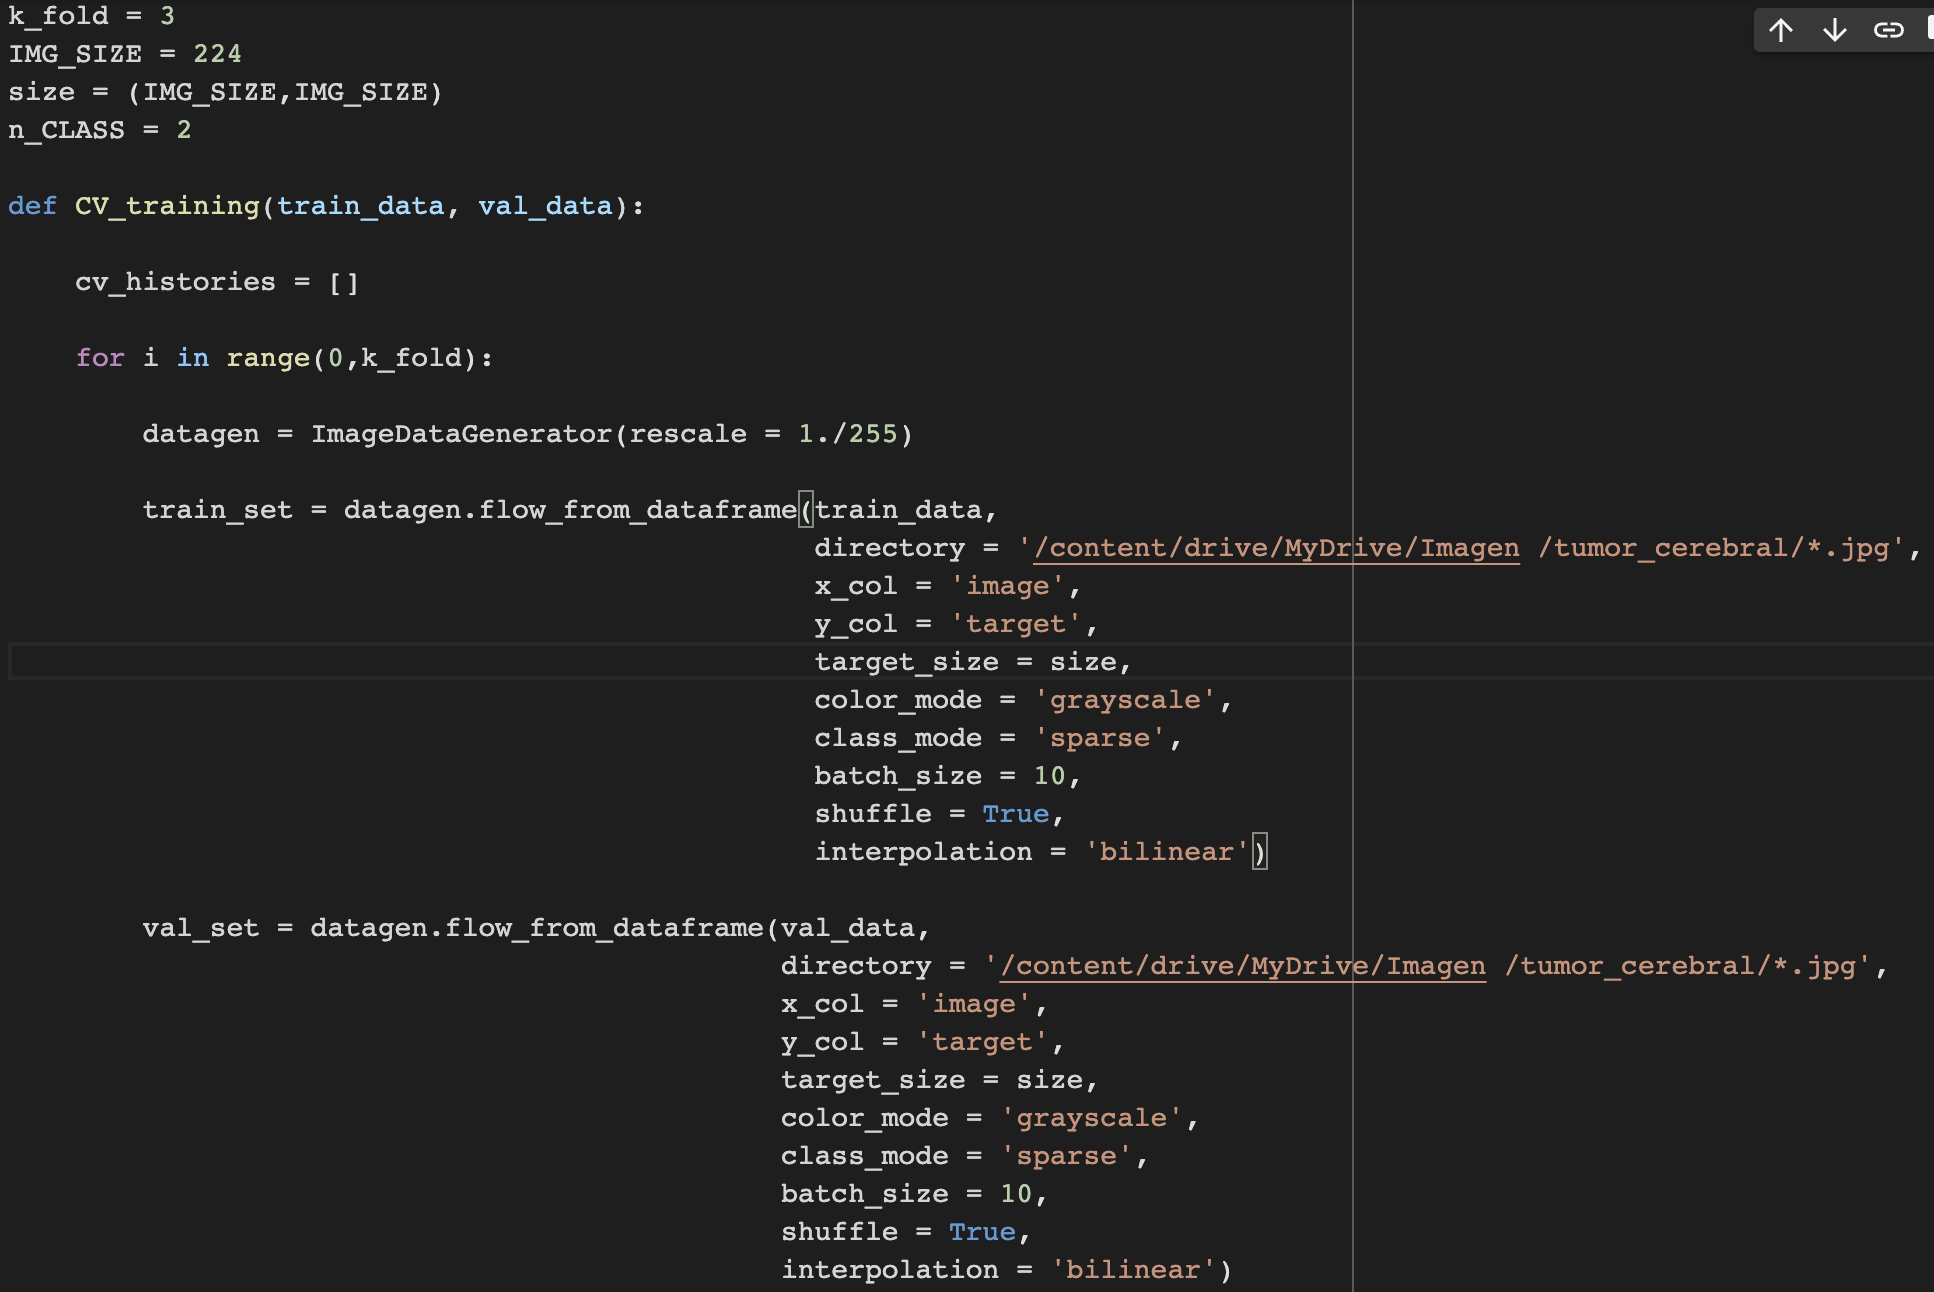 k_fold = 3
IMG_SIZE = 224
size = (IMG_SIZE,IMG_SIZE)
n_CLASS = 2
def CV_training(train_data, val_data):
cv_histories = []
for i in range(0,k_fold):
datagen = ImageDataGenerator(rescale = 1./255)
train_set = datagen.flow_from_dataframe(train_data,
directory = '/content/drive/MyDrive/Imagen /tumor_cerebral/*.jpg',
x_col = 'image',
y_col = 'target',
target_size = size,
color_mode = 'grayscale',
class_mode = 'sparse',
batch_size = 10,
shuffle = True,
interpolation = 'bilinear')
val_set = datagen.flow_from_dataframe(val_data,
directory = '/content/drive/MyDrive/Imagen /tumor_cerebral/*.jpg',
x_col = 'image',
y_col = 'target',
target_size = size,
color_mode = 'grayscale',
class_mode = 'sparse',
batch_size = 10,
shuffle = True,
interpolation = 'bilinear')